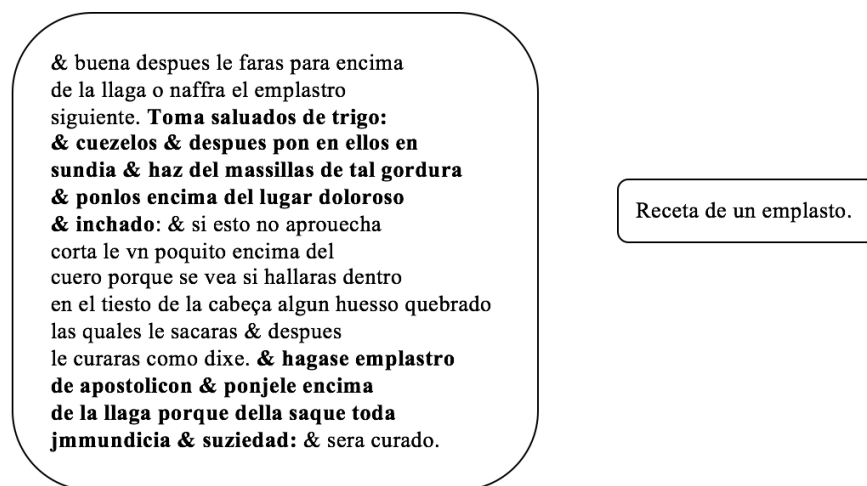 & buena despues le faras para encima
de la llaga o naffra el emplastro
siguiente. Toma saluados de trigo:
& cuezelos & despues pon en ellos en
sundia & haz del massillas de tal gordura
& ponlos encima del lugar doloroso
& inchado: & si esto no aprouecha
corta le vn poquito encima del
cuero porque se vea si hallaras dentro
en el tiesto de la cabeça algun huesso quebrado
las quales le sacaras & despues
le curaras como dixe. & hagase emplastro
de apostolicon & ponjele encima
de la llaga porque della saque toda
jmmundicia & suziedad: & sera curado.
Receta de un emplasto.